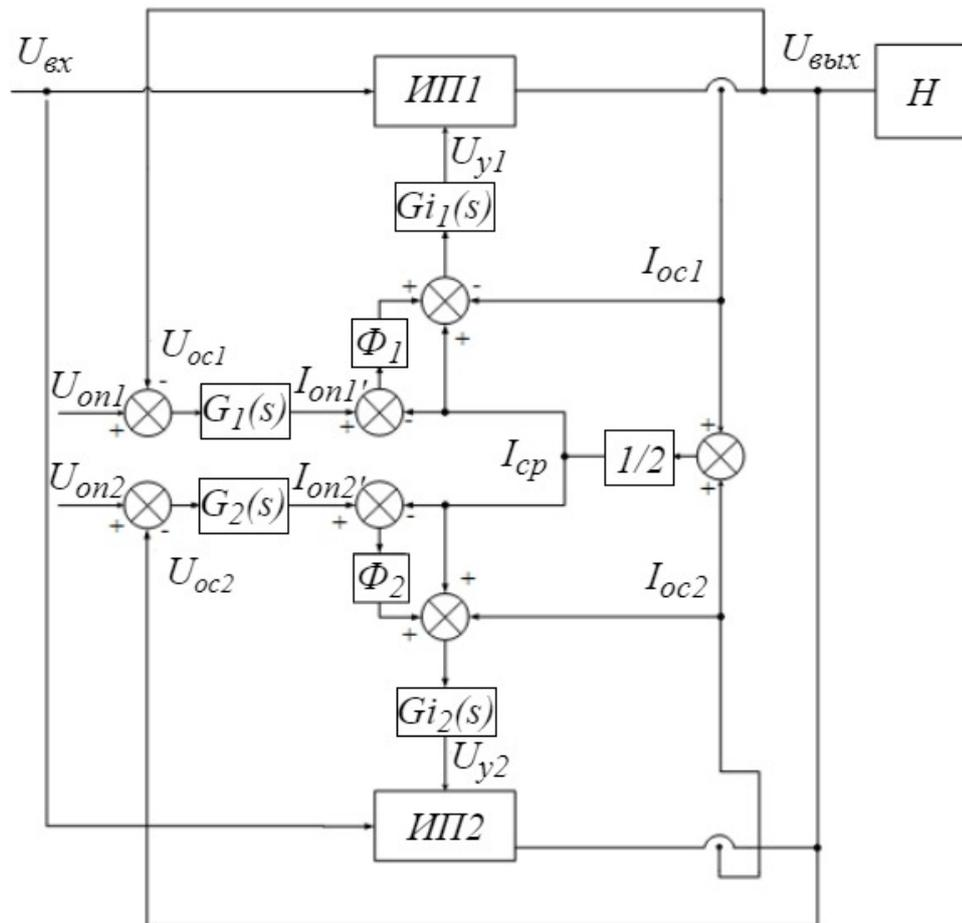 U_вх
U_вых
ИП1
Н
U_у1
Gi_1(s)
I_ос1
+
-
+
Ф_1
U_ос1
-
U_оп1
+
G_1(s)
I_оп1'
+
-
+
I_ср
1/2
+
U_оп2
+
-
G_2(s)
I_оп2'
+
-
U_ос2
Ф_2
+
+
I_ос2
Gi_2(s)
U_у2
ИП2